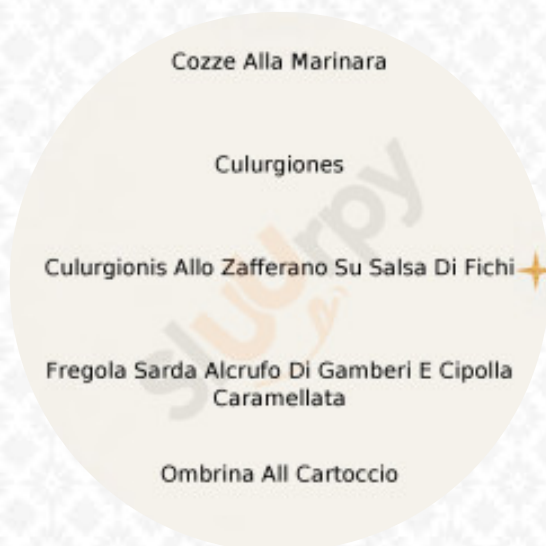 Cozze Alla Marinara
Culurgiones
Culurgionis Allo Zafferano Su Salsa Di Fichi
Fregola Sarda Alcrufo Di Gamberi E Cipolla
Caramellata
Ombrina All Cartoccio
sluurpy